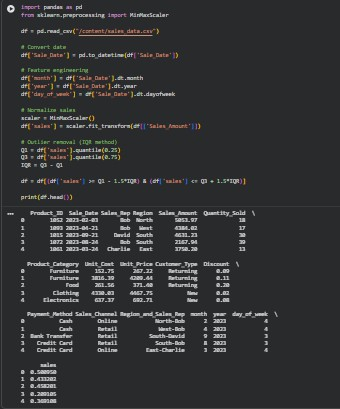 import pandas as pd
from sklearn.preprocessing import MinMaxScaler
df = pd.read_csv("/content/sales_data.csv")
# Convert date
df['Sale_Date'] = pd.to_datetime(df['Sale_Date'])
# Feature engineering
df['month'] = df['Sale_Date'].dt.month
df['year'] = df['Sale_Date'].dt.year
df['day_of_week'] = df['Sale_Date'].dt.dayofweek
# Normalize sales
scaler = MinMaxScaler()
df['sales'] = scaler.fit_transform(df[['Sales_Amount']])
# Outlier removal (IQR method)
Q1 = df['sales'].quantile(0.25)
Q3 = df['sales'].quantile(0.75)
IQR = Q3 - Q1
df = df[(df['sales'] >= Q1 - 1.5*IQR) & (df['sales'] <= Q3 + 1.5*IQR)]
print(df.head())
Product_ID Sale_Date Sales_Rep Region Sales_Amount Quantity_Sold \
0 1052 2023-02-03 Bob North 5053.97 18
1 1093 2023-04-21 Bob West 4384.02 17
2 1015 2023-09-21 David South 4631.23 30
3 1072 2023-08-24 Bob South 2167.94 39
4 1061 2023-03-24 Charlie East 3750.20 13
Product_Category Unit_Cost Unit_Price Customer_Type Discount \
0 Furniture 152.75 267.22 Returning 0.09
1 Furniture 3816.39 4209.44 Returning 0.11
2 Food 261.56 371.40 Returning 0.20
3 Clothing 4330.03 4467.75 New 0.02
4 Electronics 637.37 692.71 New 0.08
Payment_Method Sales_Channel Region_and_Sales_Rep month year day_of_week \
0 Cash Online North-Bob 2 2023 4
1 Cash Retail West-Bob 4 2023 4
2 Bank Transfer Retail South-David 9 2023 3
3 Credit Card Retail South-Bob 8 2023 3
4 Credit Card Online East-Charlie 3 2023 4
sales
0 0.500950
1 0.433202
2 0.458201
3 0.209105
4 0.369108